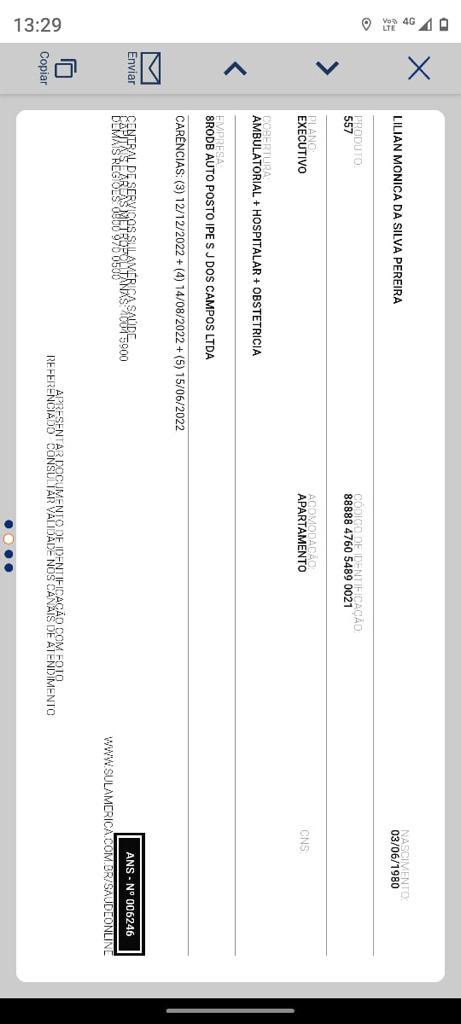 13:29
Vo)) LTE 4G
Copiar
Enviar
LILIAN MONICA DA SILVA PEREIRA
NASCIMENTO:
03/06/1980
PRODUTO:
557
CÓDIGO DE IDENTIFICAÇÃO:
88888 4760 5489 0021
PLANO:
EXECUTIVO
ACOMODAÇÃO:
APARTAMENTO
CNS:
COBERTURA:
AMBULATORIAL + HOSPITALAR + OBSTETRICIA
EMPRESA:
8RODB AUTO POSTO IPE S J DOS CAMPOS LTDA
CARÊNCIAS: (3) 12/12/2022 + (4) 14/08/2022 + (5) 15/06/2022
CENTRAL DE SERVIÇOS SULAMÉRICA SAÚDE
CAPITAIS E ÁREAS METROPOLITANAS: 4004 5900
DEMAIS REGIÕES: 0800 970 0500
ANS - Nº 006246
WWW.SULAMERICA.COM.BR/SAUDEONLINE
APRESENTAR DOCUMENTO DE IDENTIFICAÇÃO COM FOTO
REFERENCIADO: CONSULTAR VALIDADE NOS CANAIS DE ATENDIMENTO